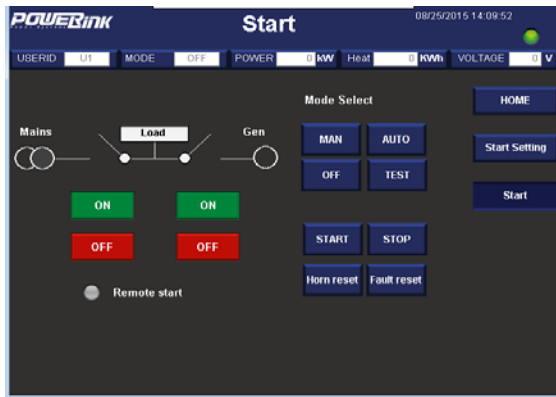 POWERLINK Start 08/25/2015 14:09:52
USERID U1 MODE OFF POWER 0 kW Heat 0 KWh VOLTAGE 0 V
Mode Select HOME
Mains Load Gen MAN AUTO Start Setting
OFF TEST
ON ON Start
OFF OFF START STOP
Remote start Horn reset Fault reset